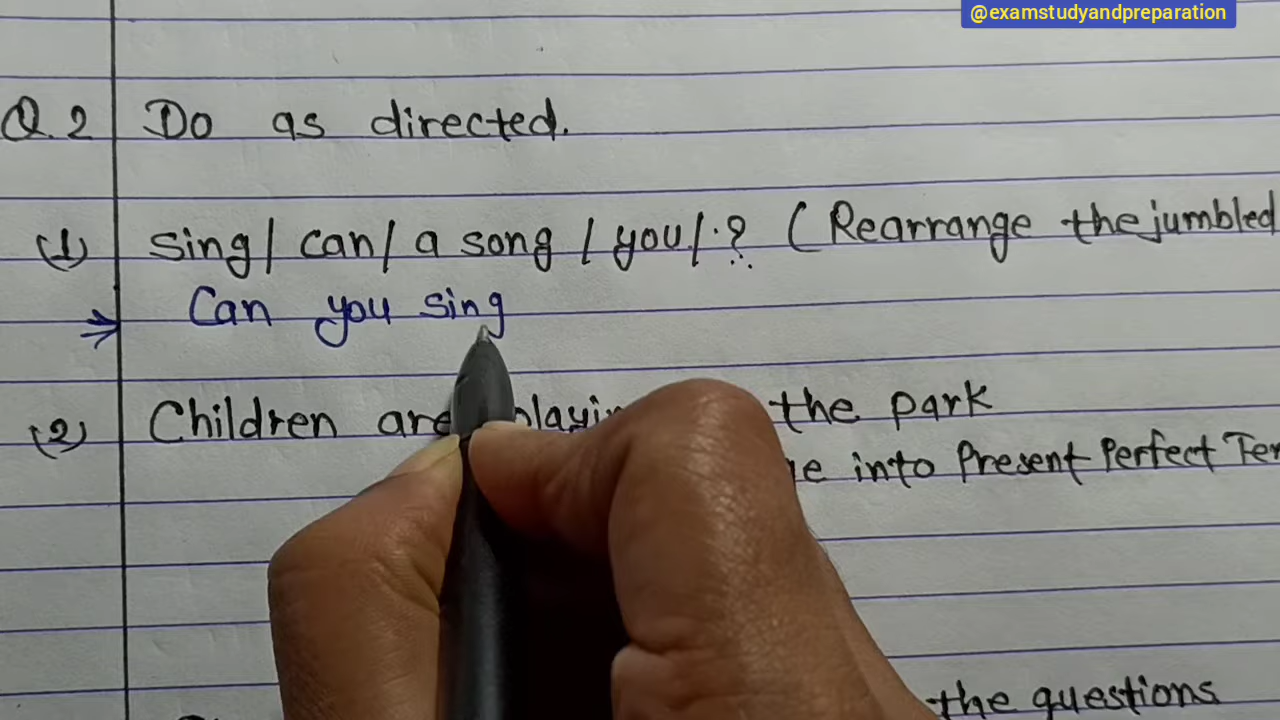 @examstudyandpreparation
Q.2 Do as directed.
(1) Sing/ can/ a song / you/.? (Rearrange the jumbled
⇒ Can you sing
(2) Children are the park
into Present Perfect
the questions